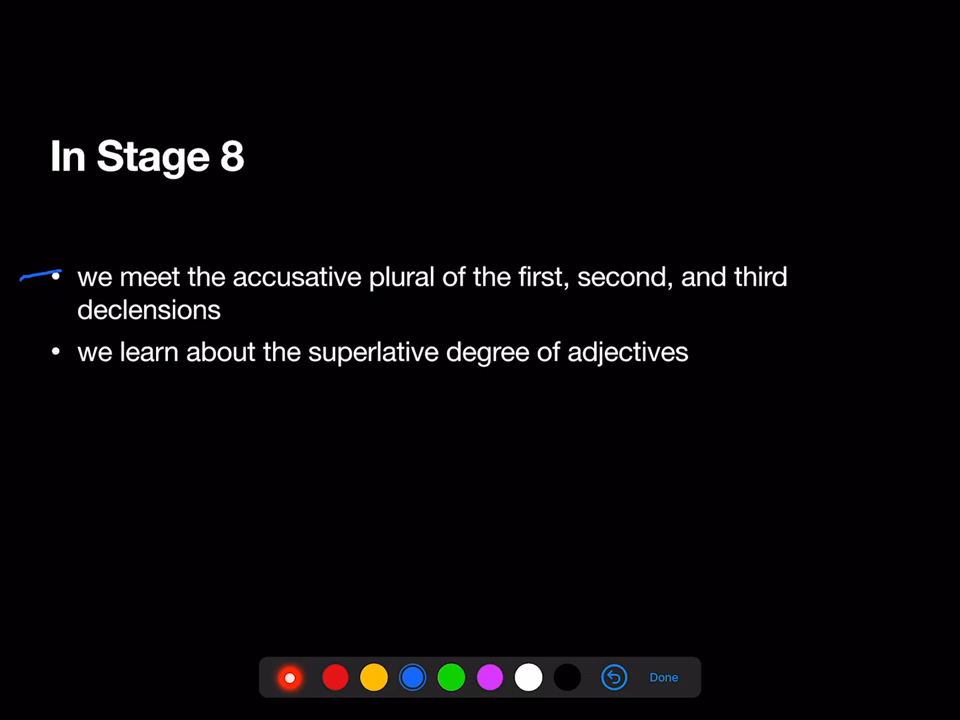 In Stage 8
• we meet the accusative plural of the first, second, and third
declensions
• we learn about the superlative degree of adjectives
Done